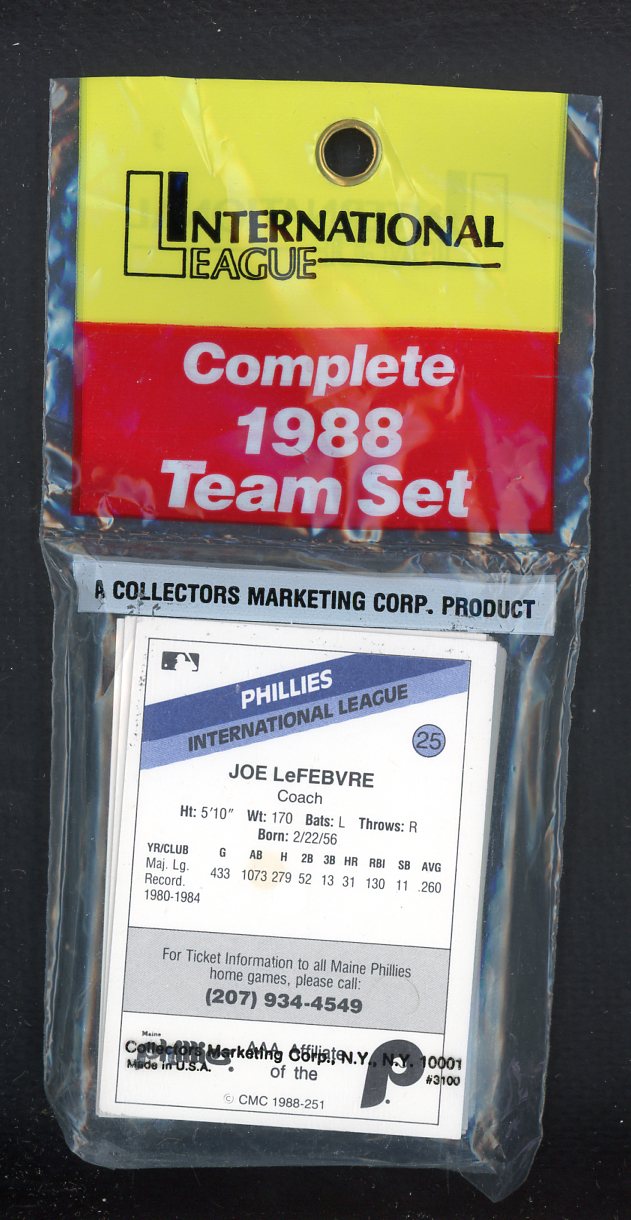 INTERNATIONAL
LEAGUE
Complete
1988
Team Set
A COLLECTORS MARKETING CORP. PRODUCT
PHILLIES
INTERNATIONAL LEAGUE
25
JOE LeFEBVRE
Coach
Ht: 5'10" Wt: 170 Bats: L Throws: R
Born: 2/22/56
YR/CLUB G AB H 2B 3B HR RBI SB AVG
Maj. Lg.
Record. 433 1073 279 52 13 31 130 11 .260
1980-1984
For Ticket Information to all Maine Phillies
home games, please call:
(207) 934-4549
Maine
Phillies AAA Affiliate
of the P
Collectors Marketing Corp., N.Y., N.Y. 10001
Made in U.S.A. #3100
© CMC 1988-251